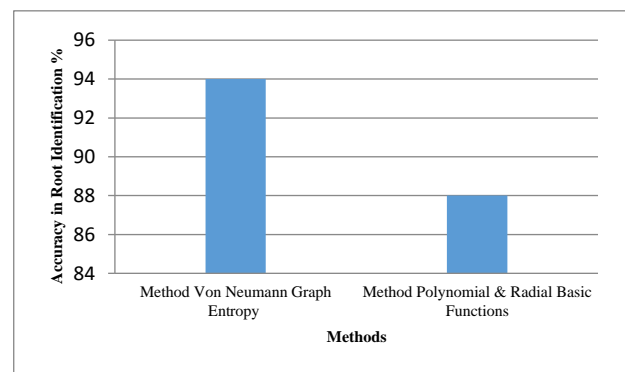 Accuracy in Root Identification %
96
94
92
90
88
86
84
Method Von Neumann Graph
Entropy
Method Polynomial & Radial Basic
Functions
Methods